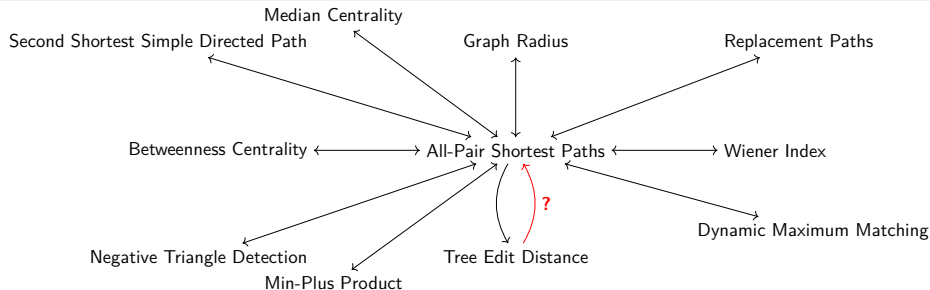 Median Centrality
Second Shortest Simple Directed Path
Graph Radius
Replacement Paths
Betweenness Centrality
All-Pair Shortest Paths
Wiener Index
?
Dynamic Maximum Matching
Negative Triangle Detection
Tree Edit Distance
Min-Plus Product